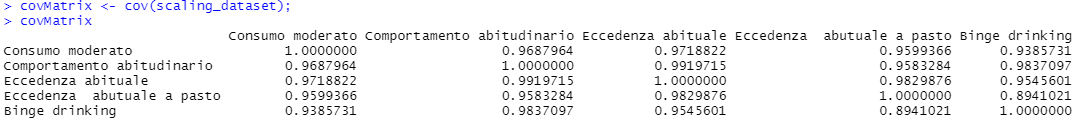 > covMatrix <- cov(scaling_dataset);
> covMatrix
Consumo moderato Comportamento abitudinario Eccedenza abituale Eccedenza  abutuale a pasto Binge drinking
Consumo moderato 1.0000000 0.9687964 0.9718822 0.9599366 0.9385731
Comportamento abitudinario 0.9687964 1.0000000 0.9919715 0.9583284 0.9837097
Eccedenza abituale 0.9718822 0.9919715 1.0000000 0.9829876 0.9545601
Eccedenza  abutuale a pasto 0.9599366 0.9583284 0.9829876 1.0000000 0.8941021
Binge drinking 0.9385731 0.9837097 0.9545601 0.8941021 1.0000000